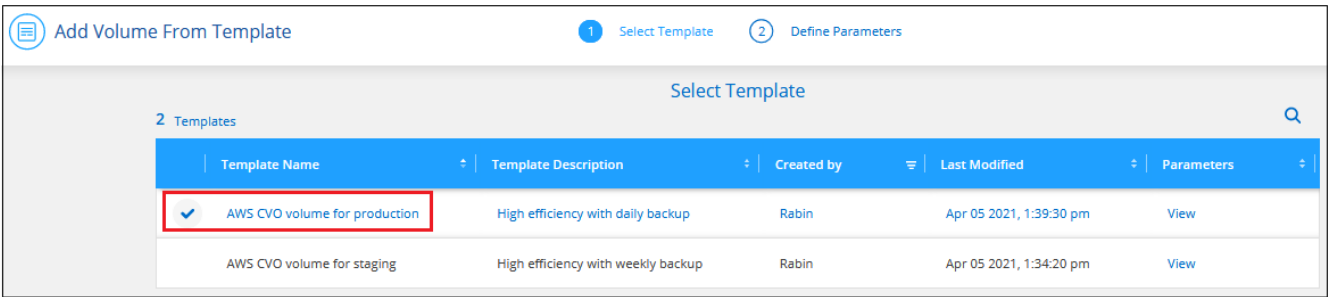 Add Volume From Template
1 Select Template 2 Define Parameters
Select Template
2 Templates
Template Name Template Description Created by Last Modified Parameters
AWS CVO volume for production High efficiency with daily backup Rabin Apr 05 2021, 1:39:30 pm View
AWS CVO volume for staging High efficiency with weekly backup Rabin Apr 05 2021, 1:34:20 pm View